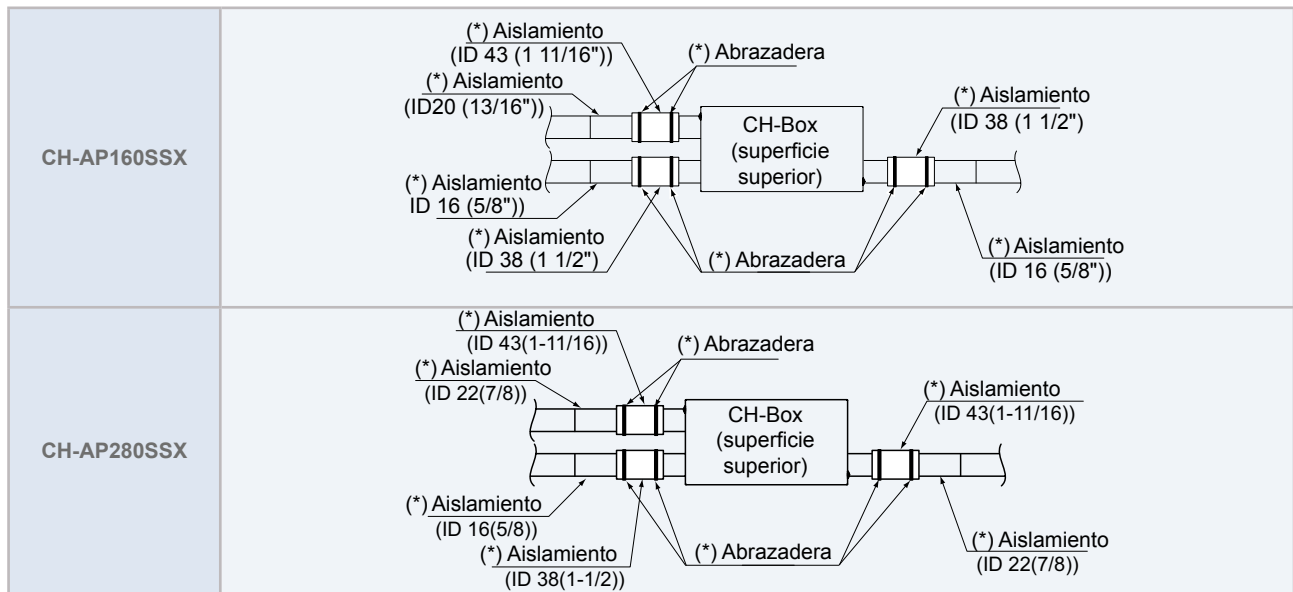 CH-AP160SSX
(*) Aislamiento
(ID 43 (1 11/16"))
(*) Abrazadera
(*) Aislamiento
(ID20 (13/16"))
(*) Aislamiento
(ID 38 (1 1/2")
CH-Box
(superficie
superior)
(*) Aislamiento
ID 16 (5/8"))
(*) Aislamiento
(ID 38 (1 1/2")
(*) Abrazadera
(*) Aislamiento
(ID 16 (5/8"))
CH-AP280SSX
(*) Aislamiento
(ID 43(1-11/16))
(*) Abrazadera
(*) Aislamiento
(ID 22(7/8))
(*) Aislamiento
(ID 43(1-11/16))
CH-Box
(superficie
superior)
(*) Aislamiento
(ID 16(5/8))
(*) Aislamiento
(ID 38(1-1/2))
(*) Abrazadera
(*) Aislamiento
(ID 22(7/8))